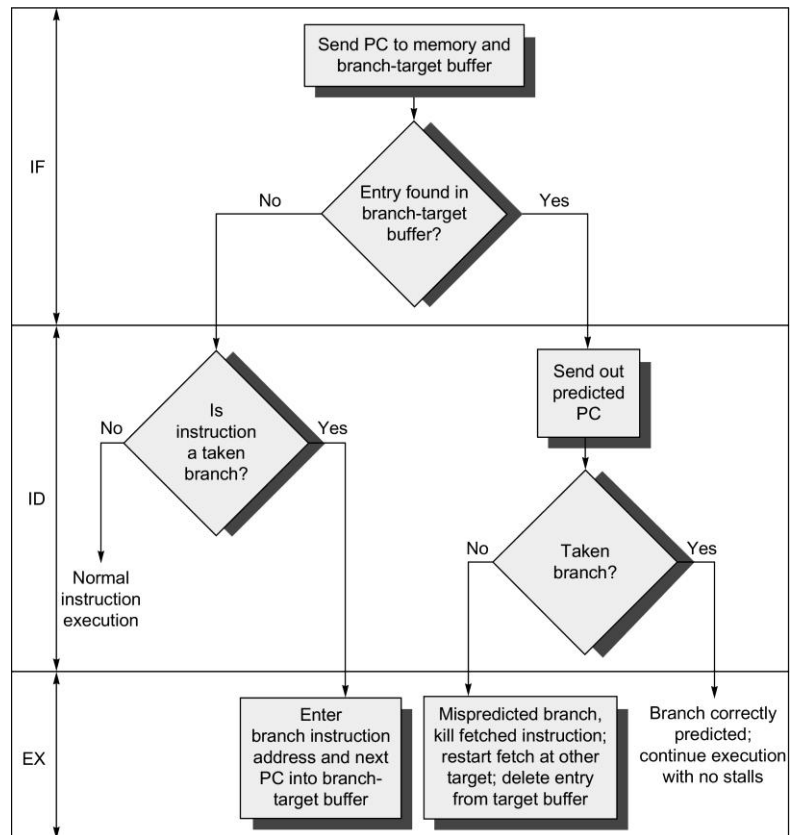 Send PC to memory and
branch-target buffer
IF
Entry found in
branch-target
buffer?
No
Yes
Send out
predicted
PC
Is
instruction
a taken
branch?
No
Yes
ID
Taken
branch?
No
Yes
Normal
instruction
execution
EX
Enter
branch instruction
address and next
PC into branch-
target buffer
Mispredicted branch,
kill fetched instruction;
restart fetch at other
target; delete entry
from target buffer
Branch correctly
predicted;
continue execution
with no stalls